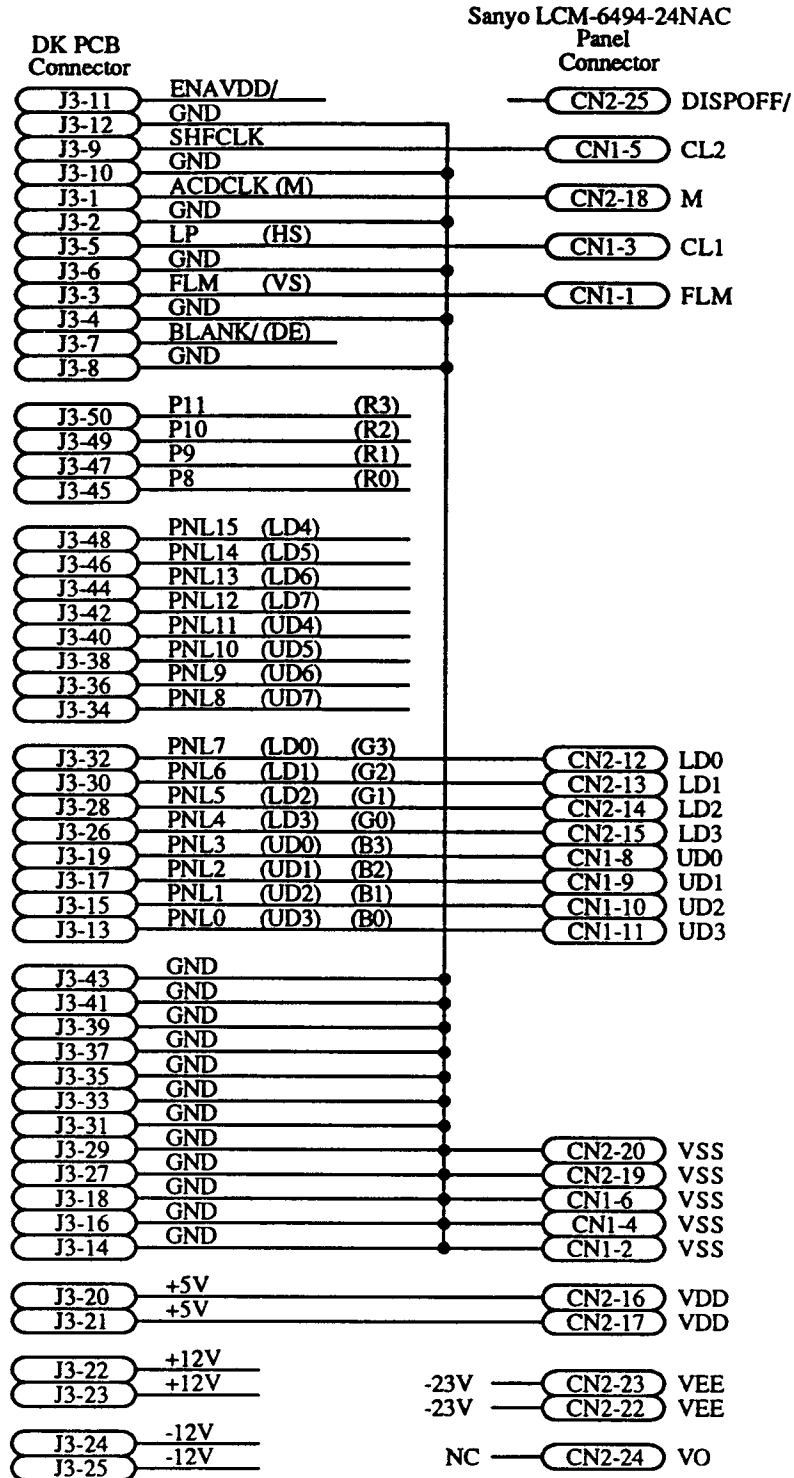 Sanyo LCM-6494-24NAC
DK PCB Panel
Connector Connector
J3-11 ENAVDD/ CN2-25 DISPOFF/
J3-12 GND
J3-9 SHFCLK CN1-5 CL2
J3-10 GND
J3-1 ACDCLK (M) CN2-18 M
J3-2 GND
J3-5 LP (HS) CN1-3 CL1
J3-6 GND
J3-3 FLM (VS) CN1-1 FLM
J3-4 GND
J3-7 BLANK/ (DE)
J3-8 GND
J3-50 P11 (R3)
J3-49 P10 (R2)
J3-47 P9 (R1)
J3-45 P8 (R0)
J3-48 PNL15 (LD4)
J3-46 PNL14 (LD5)
J3-44 PNL13 (LD6)
J3-42 PNL12 (LD7)
J3-40 PNL11 (UD4)
J3-38 PNL10 (UD5)
J3-36 PNL9 (UD6)
J3-34 PNL8 (UD7)
J3-32 PNL7 (LD0) (G3) CN2-12 LD0
J3-30 PNL6 (LD1) (G2) CN2-13 LD1
J3-28 PNL5 (LD2) (G1) CN2-14 LD2
J3-26 PNL4 (LD3) (G0) CN2-15 LD3
J3-19 PNL3 (UD0) (B3) CN1-8 UD0
J3-17 PNL2 (UD1) (B2) CN1-9 UD1
J3-15 PNL1 (UD2) (B1) CN1-10 UD2
J3-13 PNL0 (UD3) (B0) CN1-11 UD3
J3-43 GND
J3-41 GND
J3-39 GND
J3-37 GND
J3-35 GND
J3-33 GND
J3-31 GND
J3-29 GND CN2-20 VSS
J3-27 GND CN2-19 VSS
J3-18 GND CN1-6 VSS
J3-16 GND CN1-4 VSS
J3-14 GND CN1-2 VSS
J3-20 +5V CN2-16 VDD
J3-21 +5V CN2-17 VDD
J3-22 +12V -23V CN2-23 VEE
J3-23 +12V -23V CN2-22 VEE
J3-24 -12V NC CN2-24 VO
J3-25 -12V